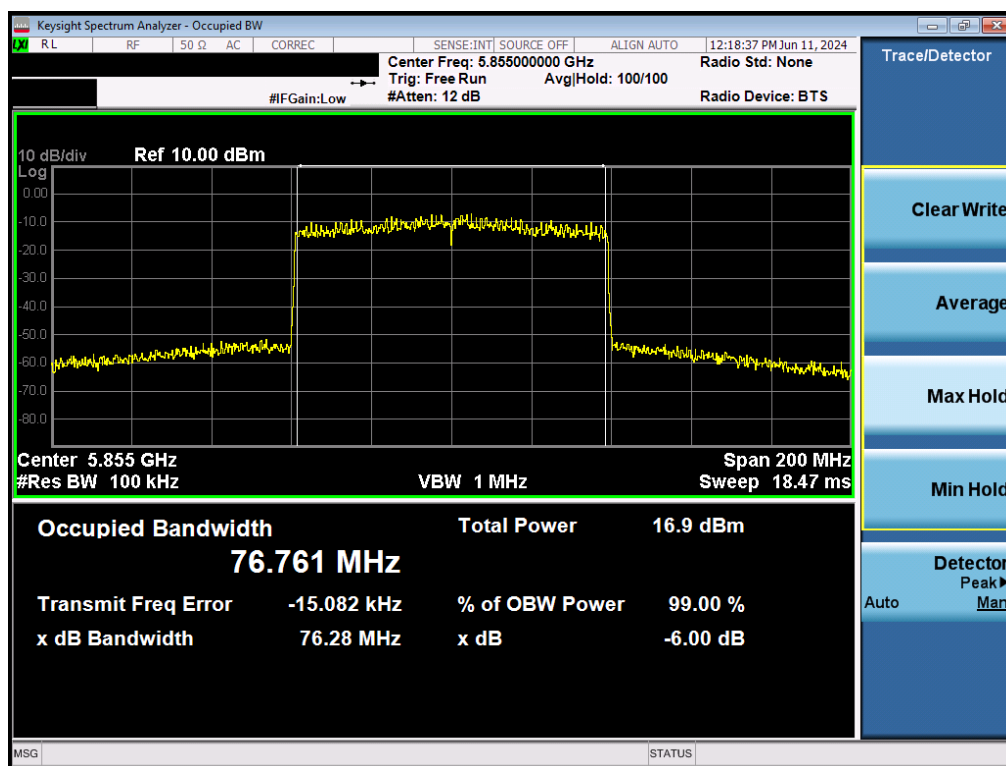 Keysight Spectrum Analyzer - Occupied BW
LXI RL RF 50 Ω AC CORREC SENSE:INT SOURCE OFF ALIGN AUTO 12:18:37 PM Jun 11, 2024
Center Freq: 5.855000000 GHz Radio Std: None
Trig: Free Run Avg|Hold: 100/100
#IFGain:Low #Atten: 12 dB Radio Device: BTS
10 dB/div Ref 10.00 dBm
Log
0.00
-10.0
-20.0
-30.0
-40.0
-50.0
-60.0
-70.0
-80.0
Center 5.855 GHz Span 200 MHz
#Res BW 100 kHz VBW 1 MHz Sweep 18.47 ms
Occupied Bandwidth Total Power 16.9 dBm
76.761 MHz
Transmit Freq Error -15.082 kHz % of OBW Power 99.00 %
x dB Bandwidth 76.28 MHz x dB -6.00 dB
MSG STATUS
Trace/Detector
Clear Write
Average
Max Hold
Min Hold
Detector
Peak▶
Auto Man